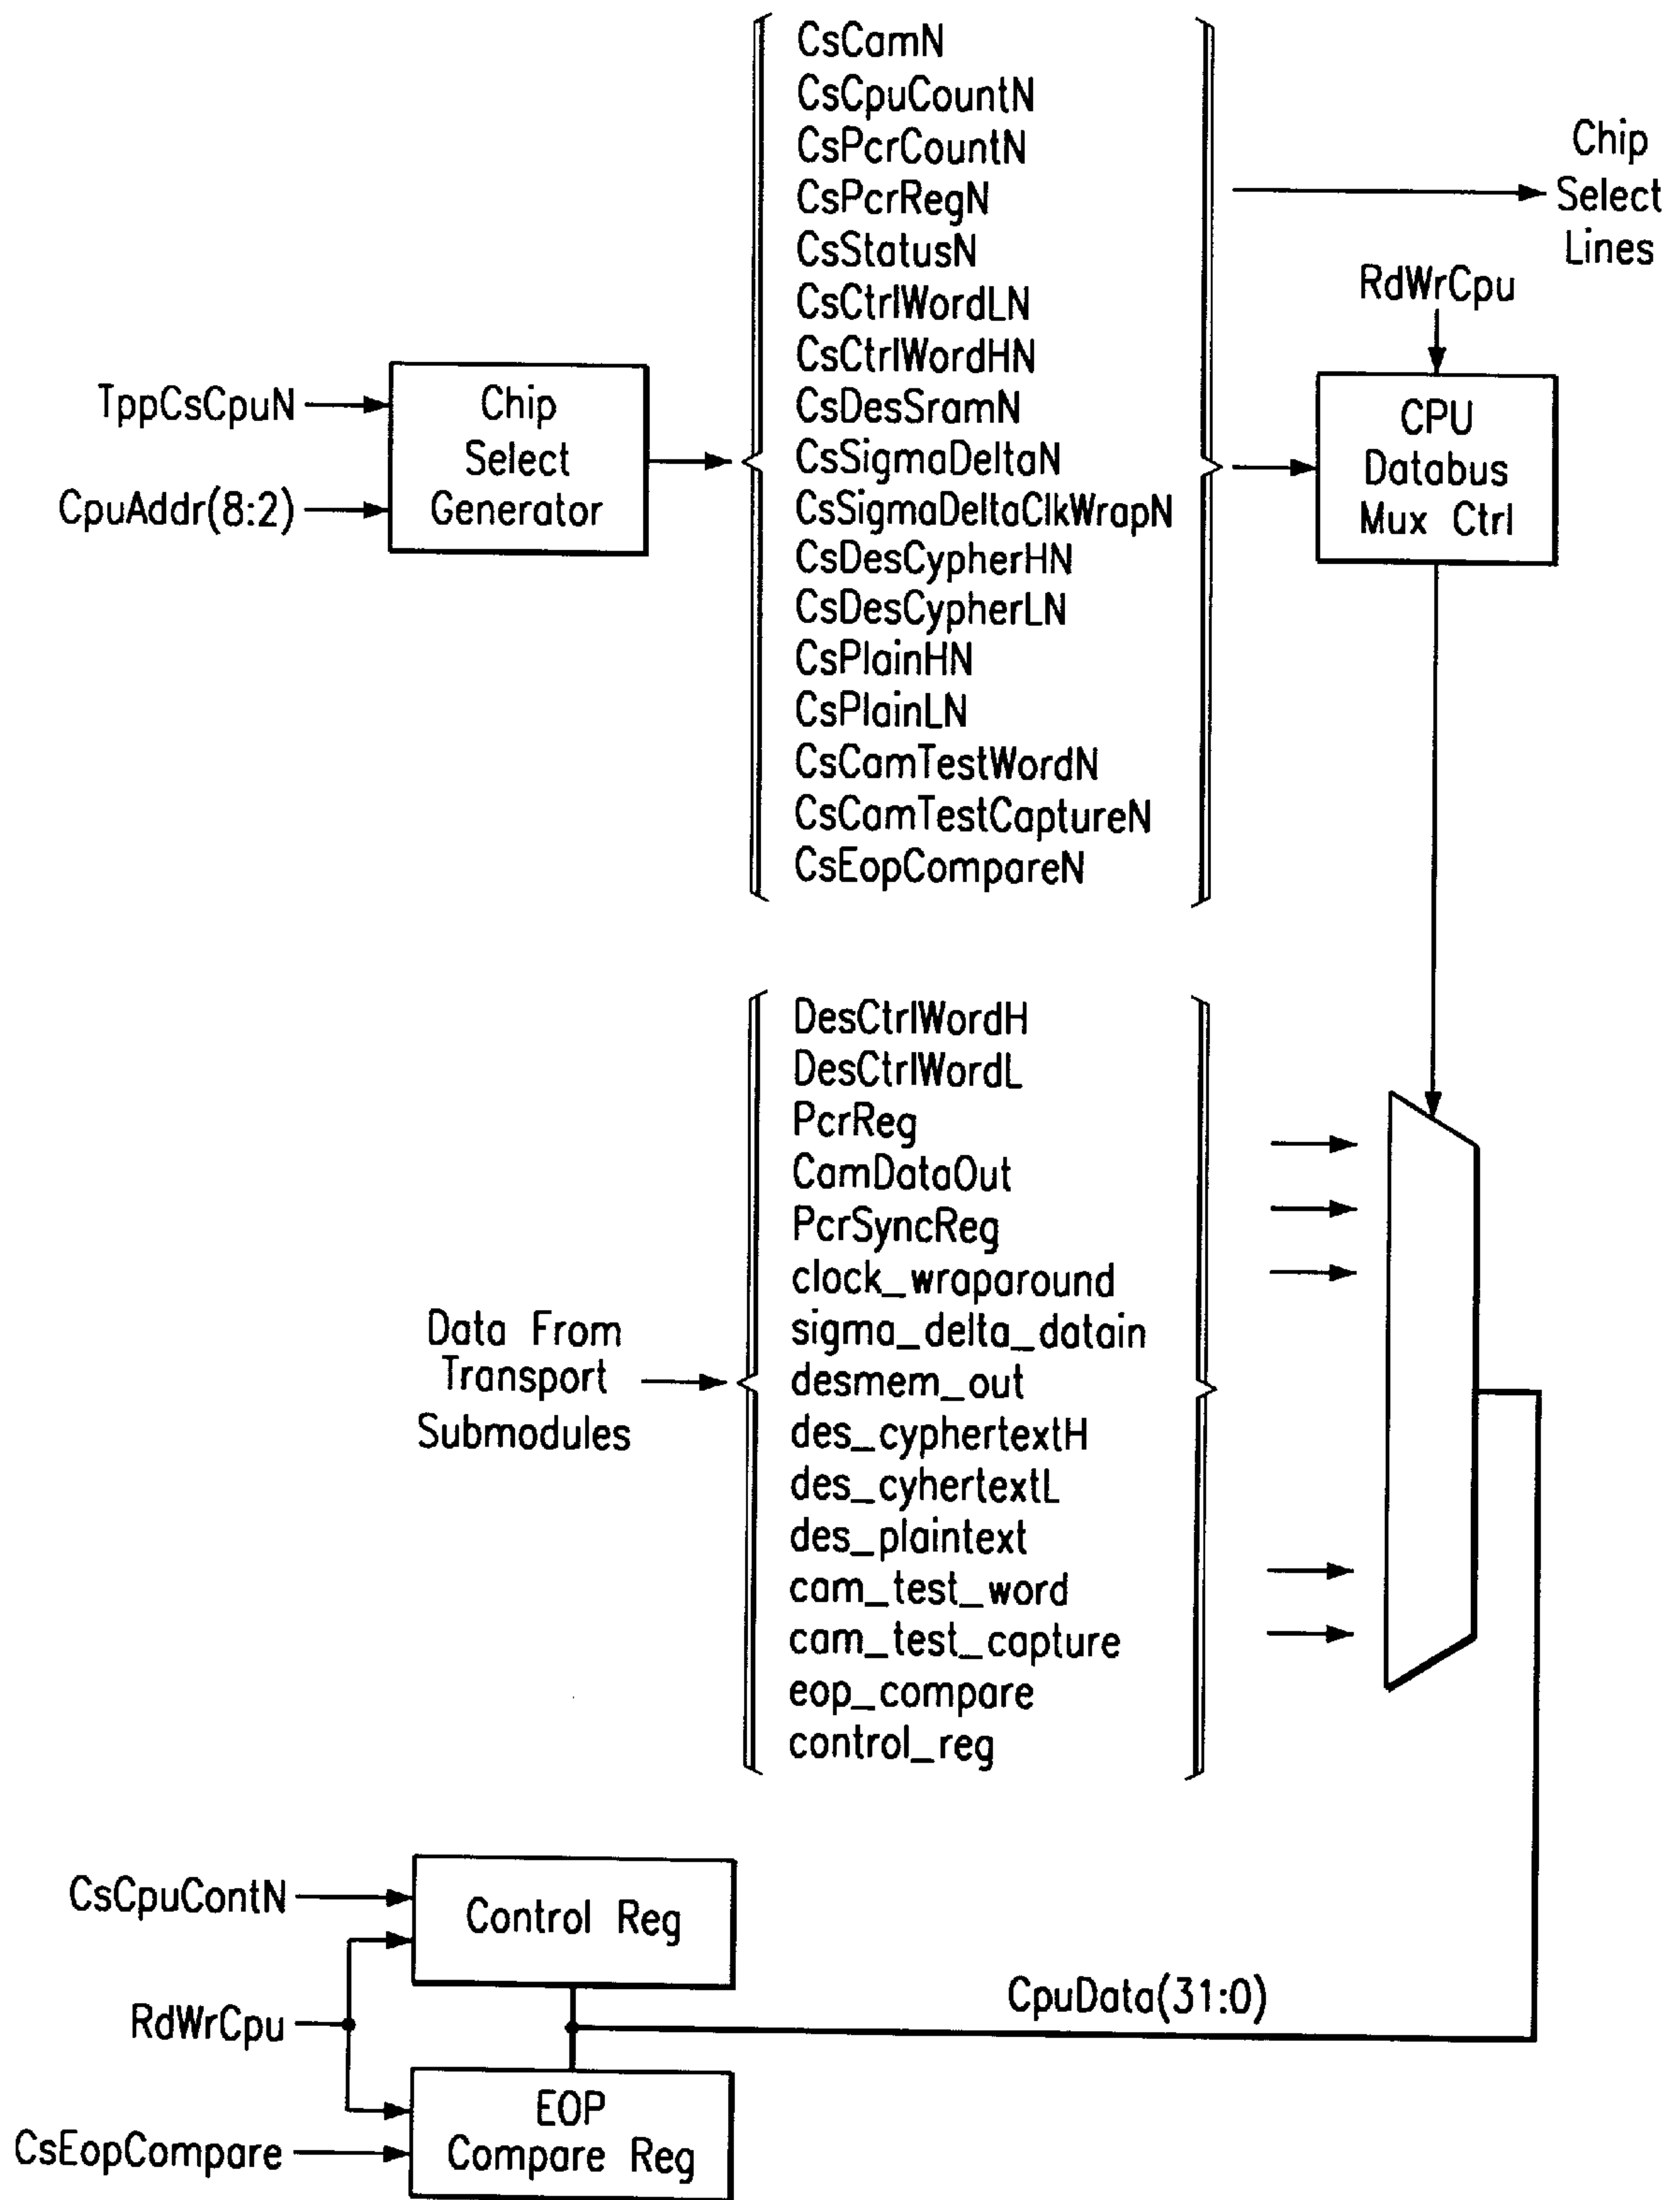 CsCamN
CsCpuCountN
CsPcrCountN
CsPcrRegN
CsStatusN
CsCtrlWordLN
CsCtrlWordHN
CsDesSramN
CsSigmaDeltaN
CsSigmaDeltaClkWrapN
CsDesCypherHN
CsDesCypherLN
CsPlainHN
CsPlainLN
CsCamTestWordN
CsCamTestCaptureN
CsEopCompareN
Chip
Select
Lines
RdWrCpu
TppCsCpuN
CpuAddr(8:2)
Chip
Select
Generator
CPU
Databus
Mux Ctrl
DesCtrlWordH
DesCtrlWordL
PcrReg
CamDataOut
PcrSyncReg
clock_wraparound
sigma_delta_datain
desmem_out
des_cyphertextH
des_cyhertextL
des_plaintext
cam_test_word
cam_test_capture
eop_compare
control_reg
Data From
Transport
Submodules
CsCpuContN
Control Reg
RdWrCpu
CpuData(31:0)
EOP
Compare Reg
CsEopCompare